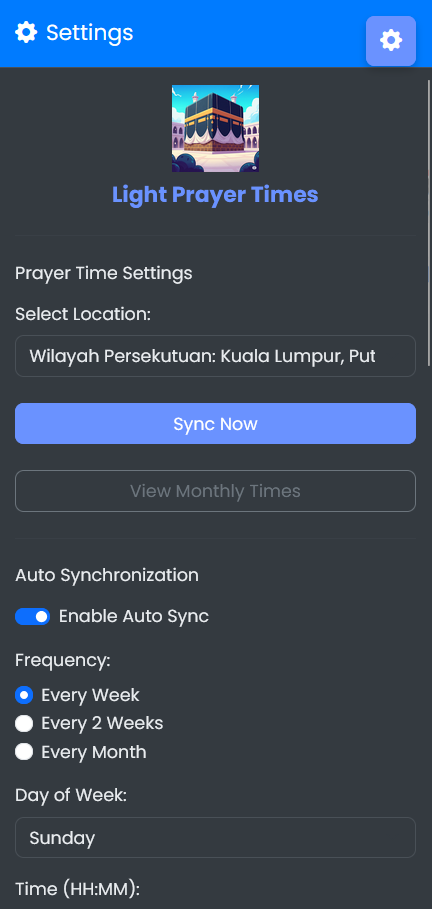 Settings
Light Prayer Times
Prayer Time Settings
Select Location:
Wilayah Persekutuan: Kuala Lumpur, Put
Sync Now
View Monthly Times
Auto Synchronization
Enable Auto Sync
Frequency:
Every Week
Every 2 Weeks
Every Month
Day of Week:
Sunday
Time (HH:MM):